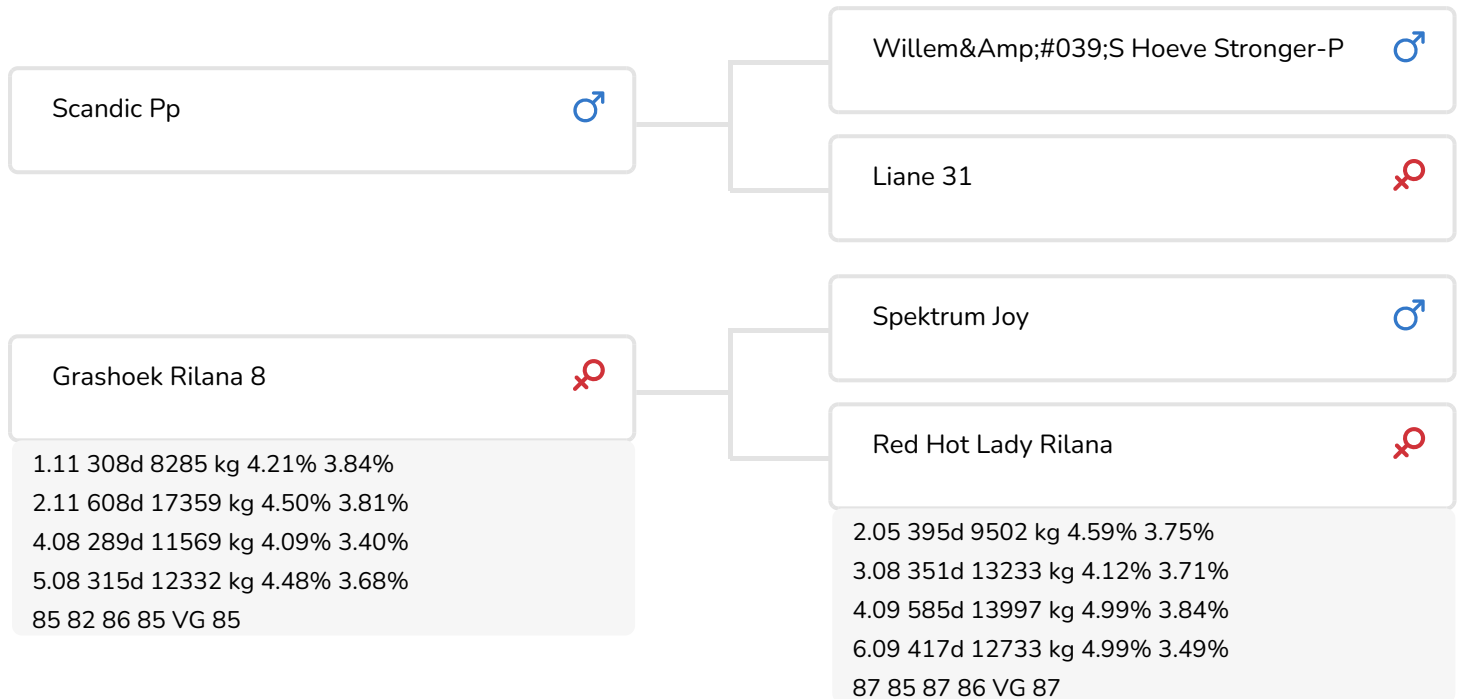 Scandic Pp
Grashoek Rilana 8
1.11 308d 8285 kg 4.21% 3.84%
2.11 608d 17359 kg 4.50% 3.81%
4.08 289d 11569 kg 4.09% 3.40%
5.08 315d 12332 kg 4.48% 3.68%
85 82 86 85 VG 85
Willem&Amp;#039;S Hoeve Stronger-P
Liane 31
Spektrum Joy
Red Hot Lady Rilana
2.05 395d 9502 kg 4.59% 3.75%
3.08 351d 13233 kg 4.12% 3.71%
4.09 585d 13997 kg 4.99% 3.84%
6.09 417d 12733 kg 4.99% 3.49%
87 85 87 86 VG 87